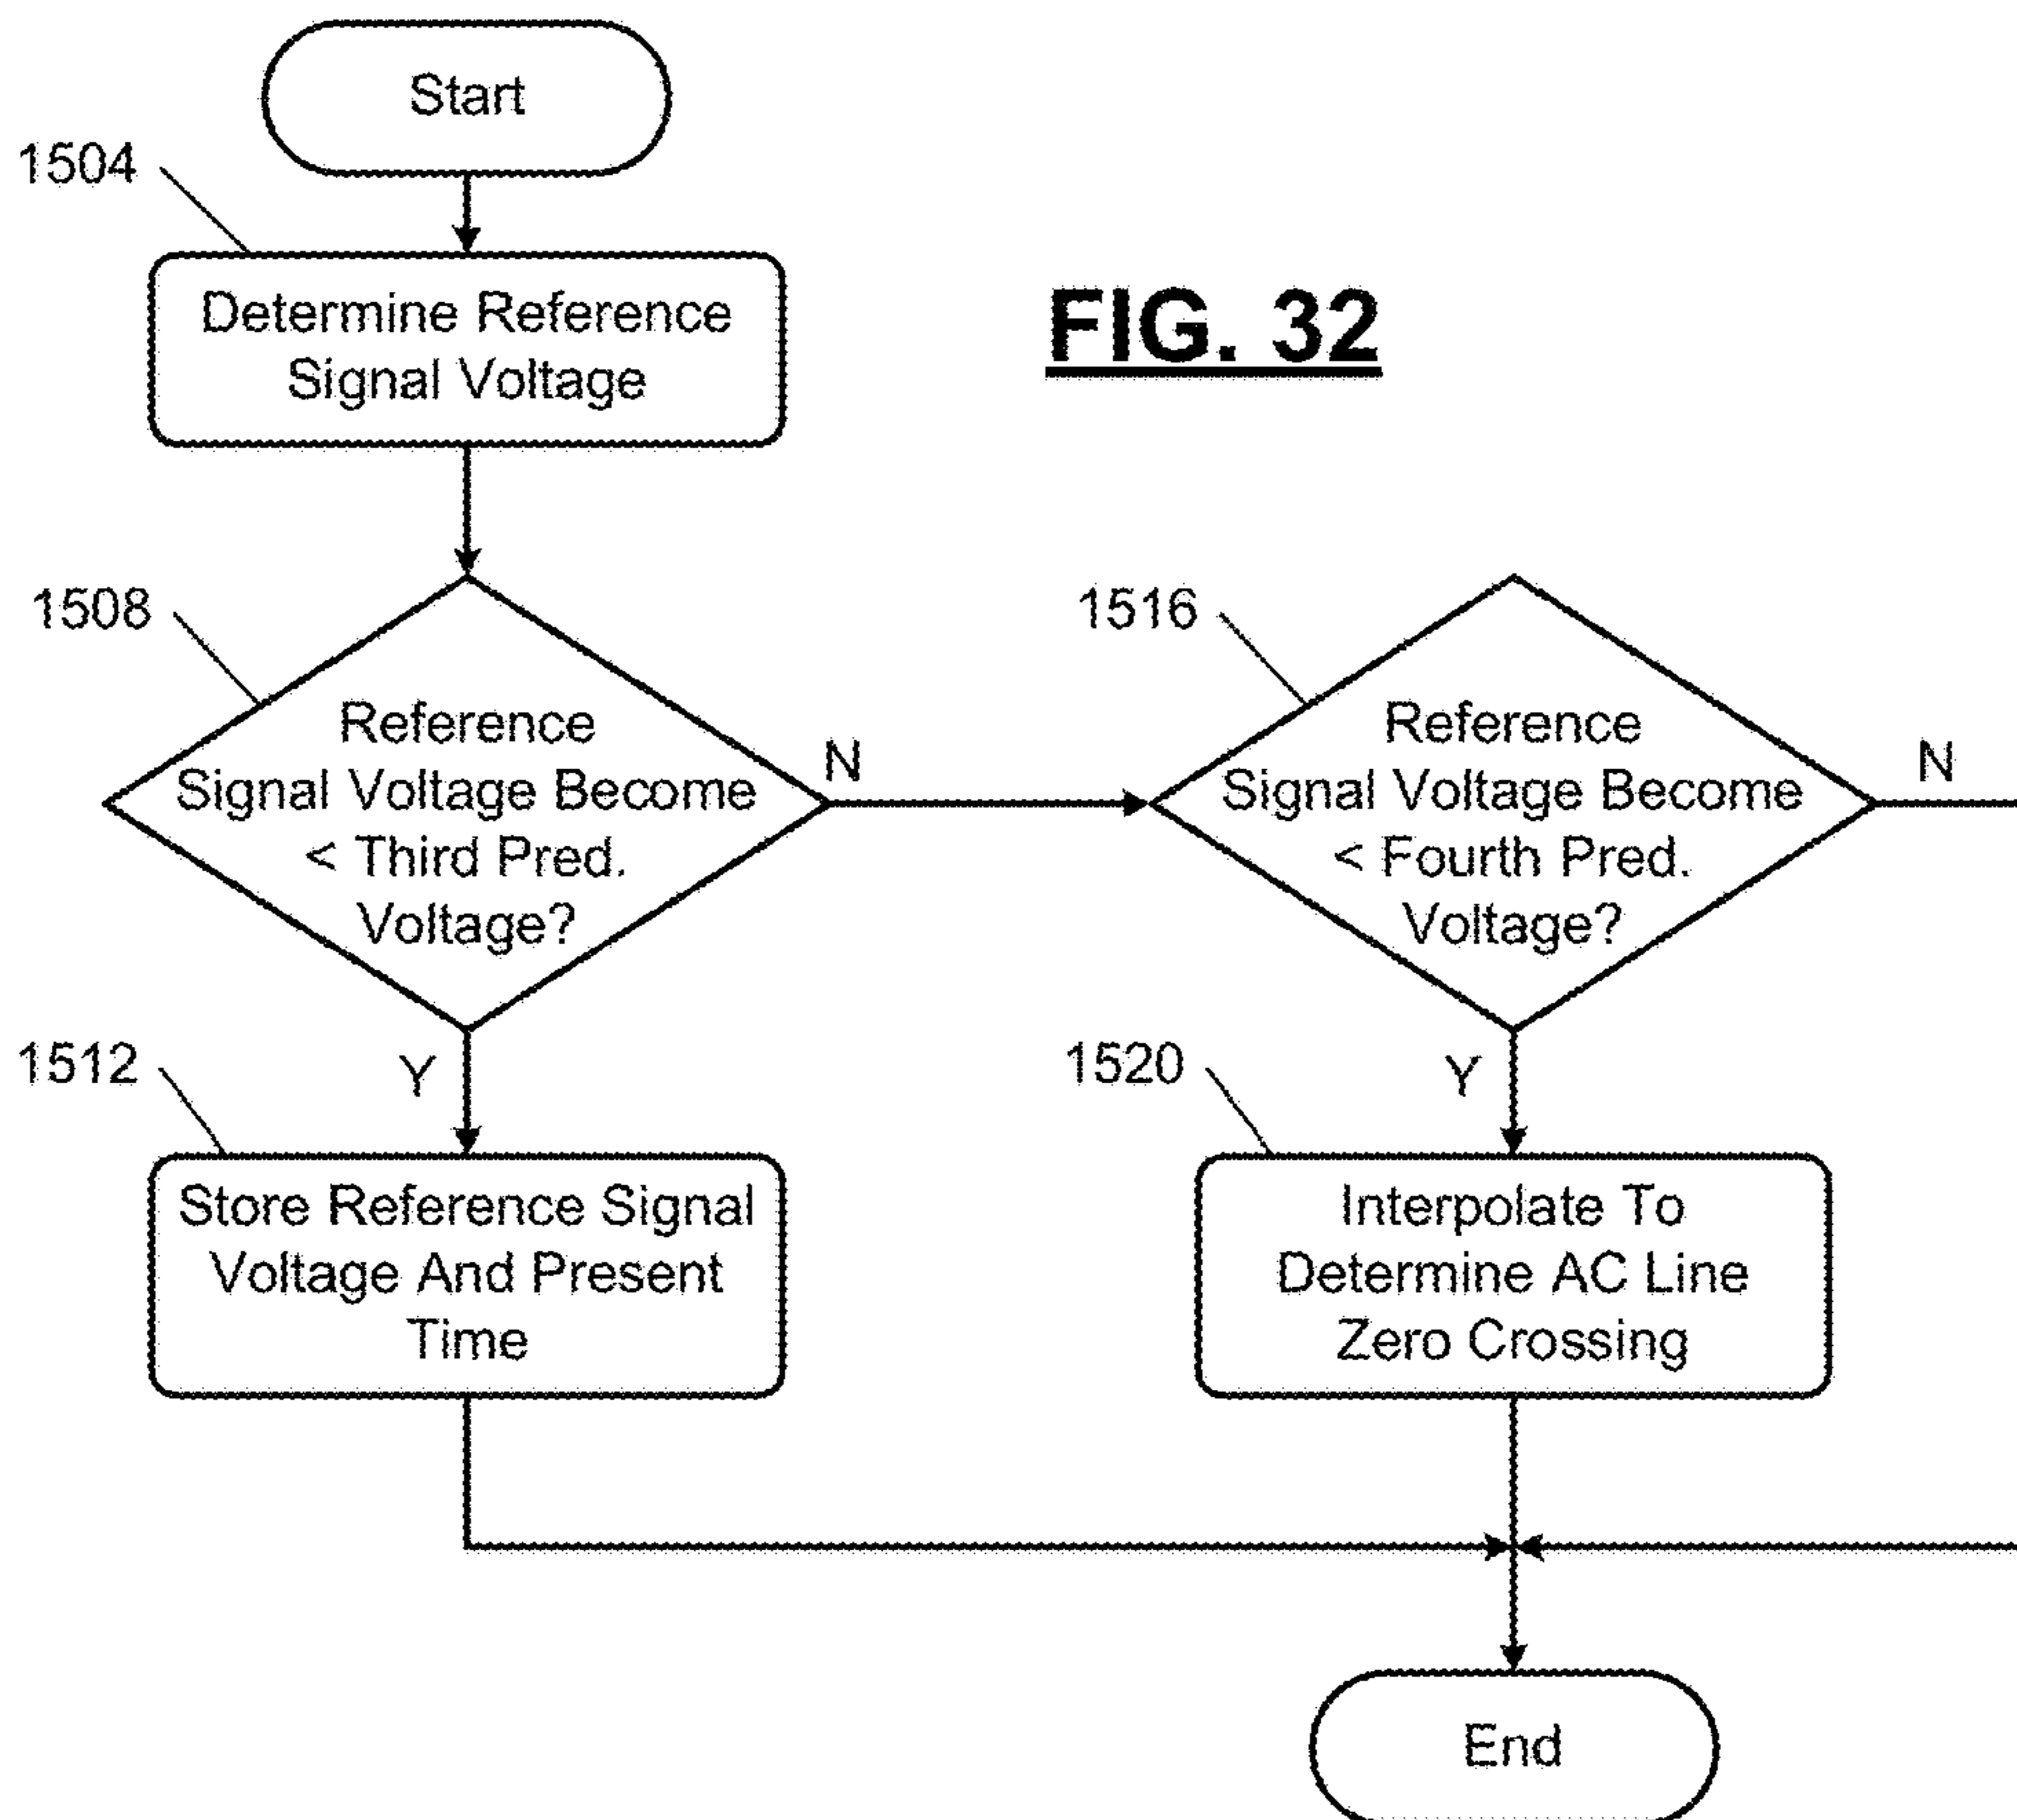 Start
1504
Determine Reference
Signal Voltage
FIG. 32
1508
Reference
Signal Voltage Become
< Third Pred.
Voltage?
N
1516
Reference
Signal Voltage Become
< Fourth Pred.
Voltage?
N
Y
1512
Store Reference Signal
Voltage And Present
Time
Y
1520
Interpolate To
Determine AC Line
Zero Crossing
End